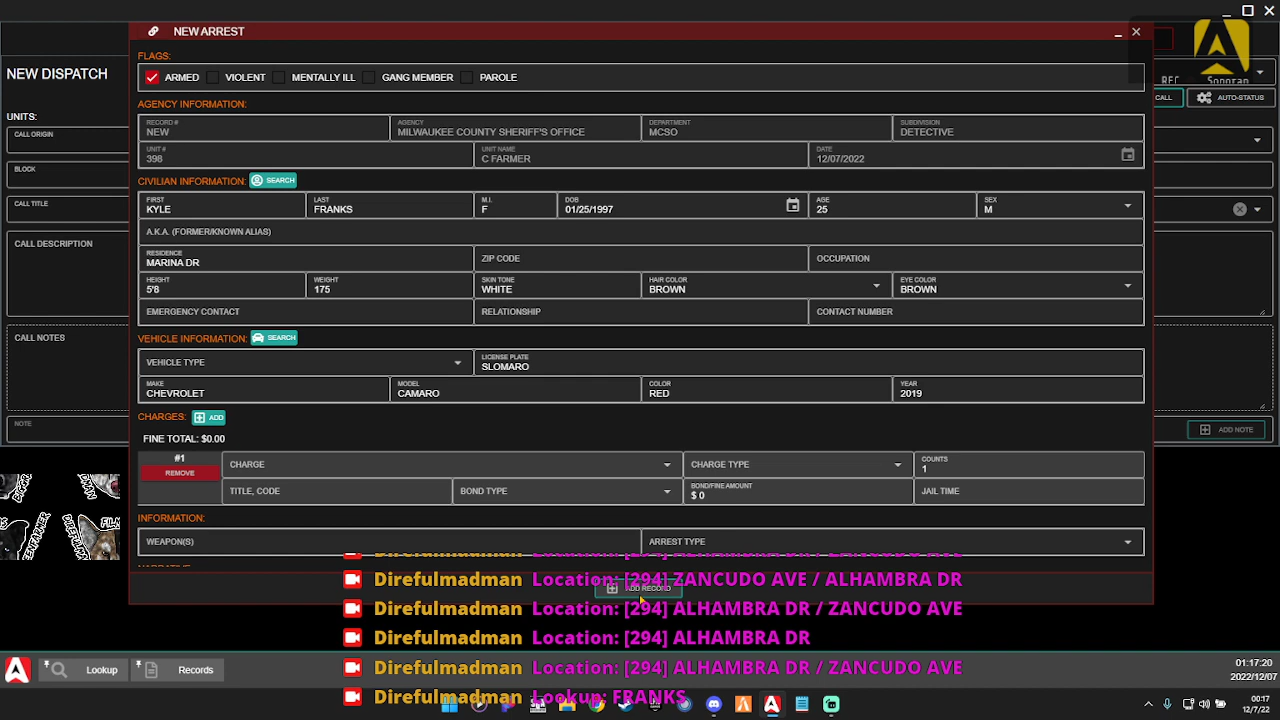 NEW ARREST
FLAGS:
ARMED VIOLENT MENTALLY ILL GANG MEMBER PAROLE
NEW DISPATCH
REC Sonoran
CALL AUTO-STATUS
AGENCY INFORMATION:
RECORD # AGENCY DEPARTMENT SUBDIVISION
NEW MILWAUKEE COUNTY SHERIFF'S OFFICE MCSO DETECTIVE
UNITS:
CALL ORIGIN
UNIT # UNIT NAME DATE
398 C FARMER 12/07/2022
BLOCK
CIVILIAN INFORMATION: SEARCH
FIRST LAST M.I. DOB AGE SEX
KYLE FRANKS F 01/25/1997 25 M
CALL TITLE
A.K.A. (FORMER/KNOWN ALIAS)
CALL DESCRIPTION
RESIDENCE
MARINA DR ZIP CODE OCCUPATION
HEIGHT WEIGHT SKIN TONE HAIR COLOR EYE COLOR
5'8 175 WHITE BROWN BROWN
EMERGENCY CONTACT RELATIONSHIP CONTACT NUMBER
CALL NOTES
VEHICLE INFORMATION: SEARCH
VEHICLE TYPE LICENSE PLATE
SLOMARO
MAKE MODEL COLOR YEAR
CHEVROLET CAMARO RED 2019
CHARGES: ADD
NOTE
ADD NOTE
FINE TOTAL: $0.00
#1
REMOVE
CHARGE CHARGE TYPE COUNTS
1
TITLE, CODE BOND TYPE BOND/FINE AMOUNT JAIL TIME
$ 0
INFORMATION:
WEAPON(S) ARREST TYPE
Direfulmadman Location: [294] ZANCUDO AVE / ALHAMBRA DR
ADD RECORD
Direfulmadman Location: [294] ALHAMBRA DR / ZANCUDO AVE
Direfulmadman Location: [294] ALHAMBRA DR
Direfulmadman Location: [294] ALHAMBRA DR / ZANCUDO AVE
Direfulmadman Lookup: FRANKS
Lookup Records
01:17:20
2022/12/07
00:17
12/7/22